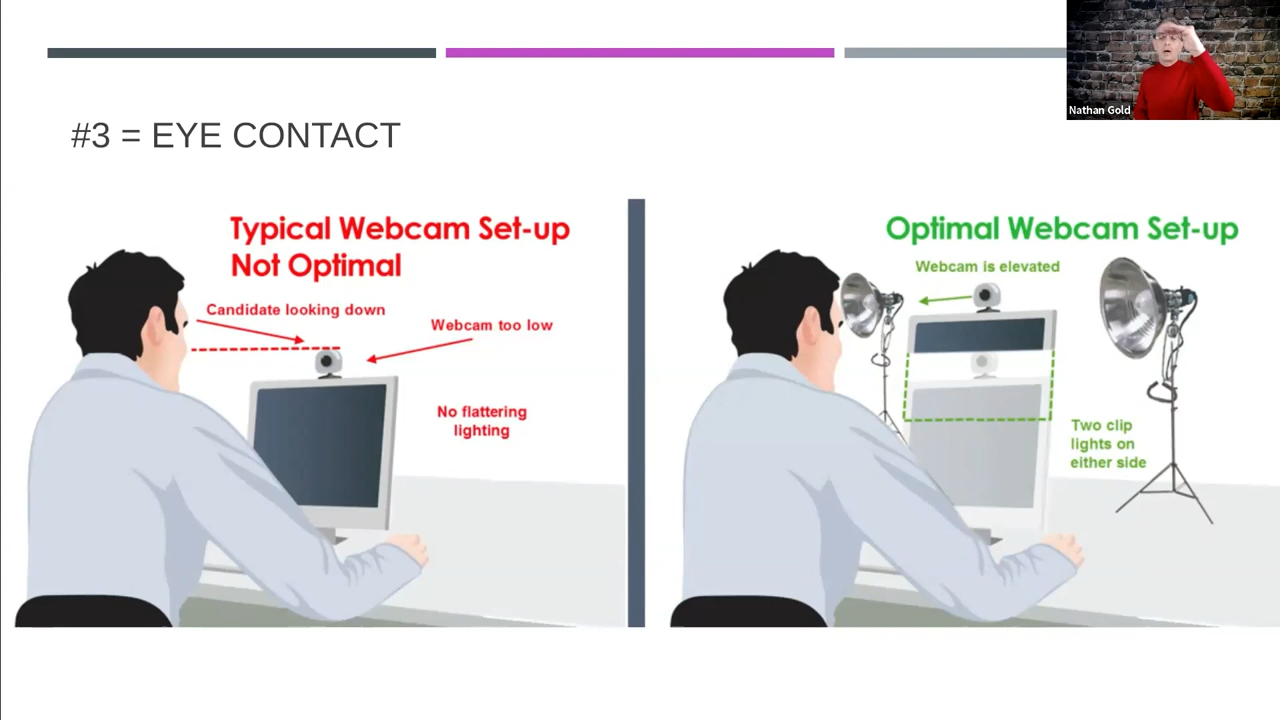 Nathan Gold
#3 = EYE CONTACT
Typical Webcam Set-up
Not Optimal
Candidate looking down
Webcam too low
No flattering
lighting
Optimal Webcam Set-up
Webcam is elevated
Two clip
lights on
either side